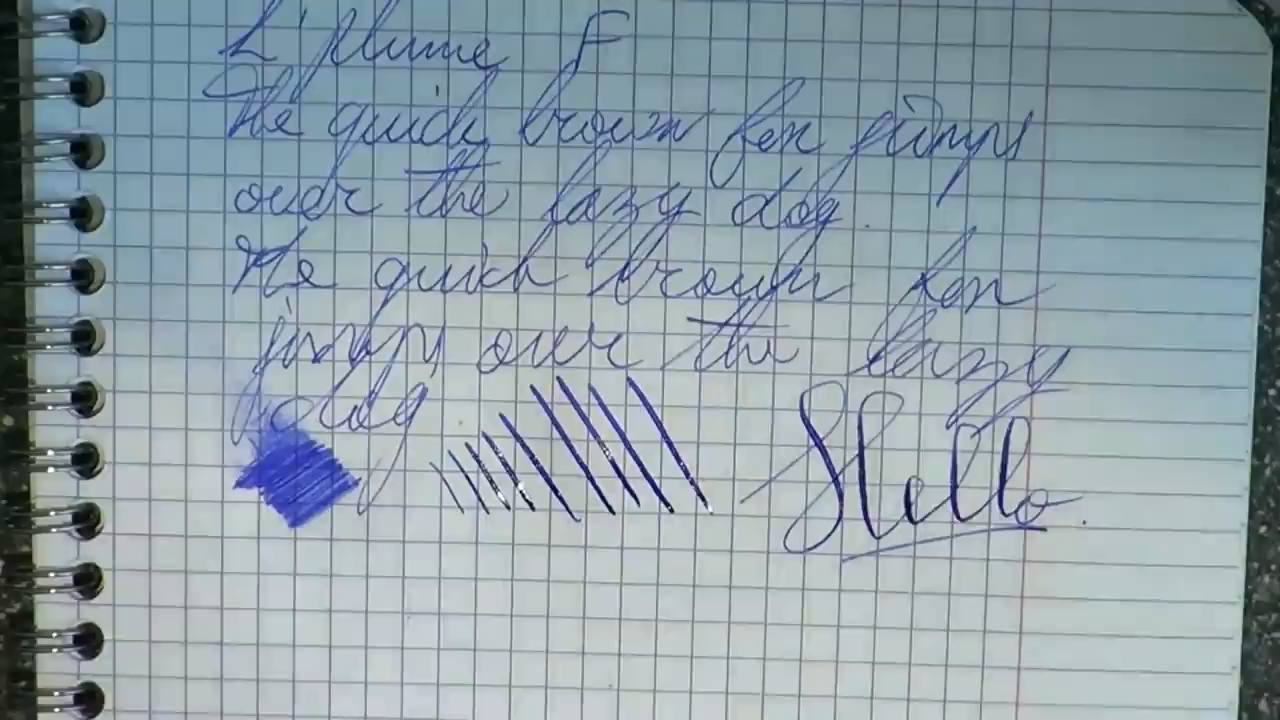 L'plume F
The quick brown fox jumps
over the lazy dog.
The quick brown fox
jumps over the lazy
dog
Hello.